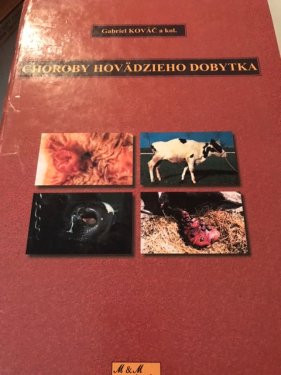 Gabriel KOVÁČ a kol.
CHOROBY HOVÄDZIEHO DOBYTKA
M & M